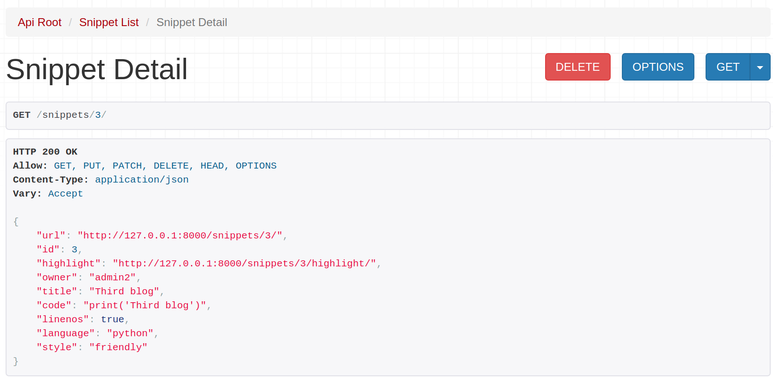 Api Root / Snippet List / Snippet Detail
Snippet Detail
DELETE OPTIONS GET
GET /snippets/3/
HTTP 200 OK
Allow: GET, PUT, PATCH, DELETE, HEAD, OPTIONS
Content-Type: application/json
Vary: Accept
{
    "url": "http://127.0.0.1:8000/snippets/3/",
    "id": 3,
    "highlight": "http://127.0.0.1:8000/snippets/3/highlight/",
    "owner": "admin2",
    "title": "Third blog",
    "code": "print('Third blog')",
    "linenos": true,
    "language": "python",
    "style": "friendly"
}